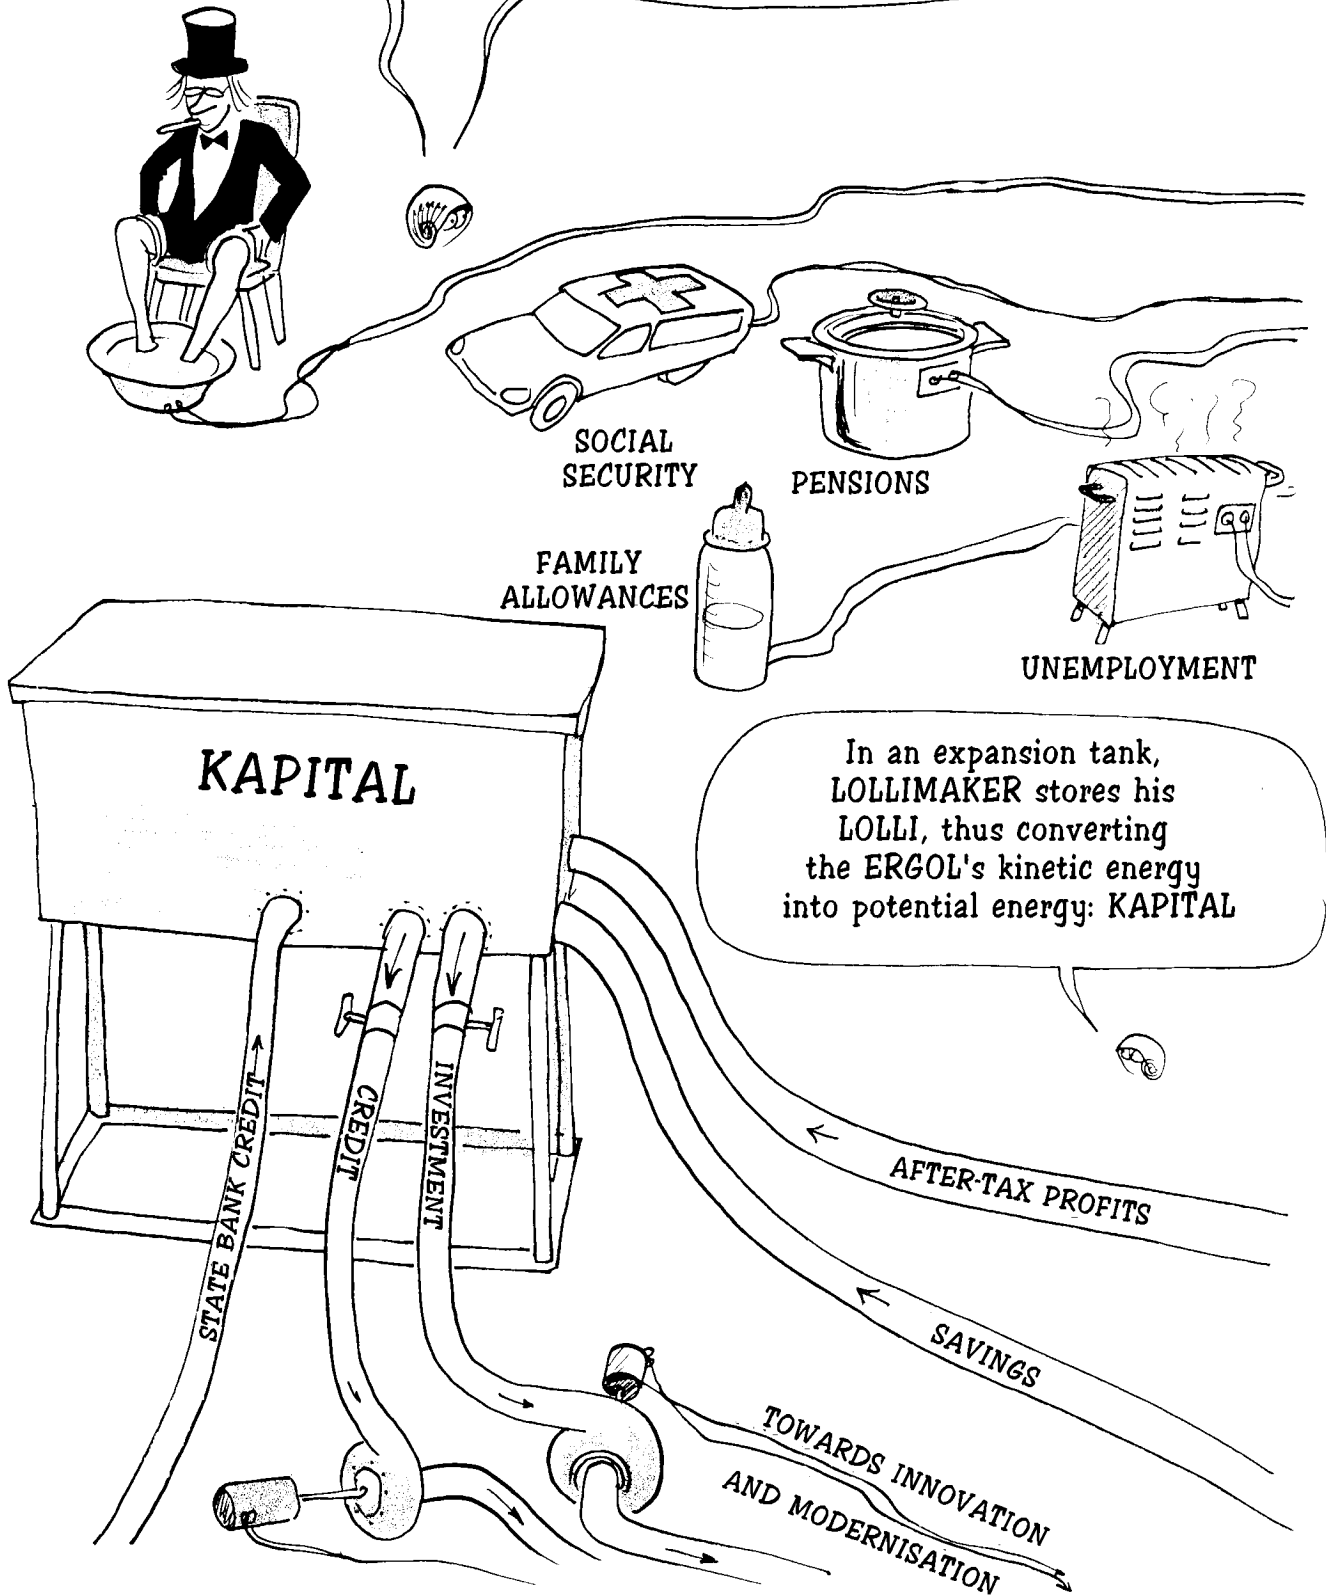 SOCIAL
SECURITY
PENSIONS
FAMILY
ALLOWANCES
UNEMPLOYMENT
KAPITAL
In an expansion tank,
LOLLIMAKER stores his
LOLLI, thus converting
the ERGOL's kinetic energy
into potential energy: KAPITAL
STATE BANK CREDIT
CREDIT
INVESTMENT
AFTER-TAX PROFITS
SAVINGS
TOWARDS INNOVATION
AND MODERNISATION